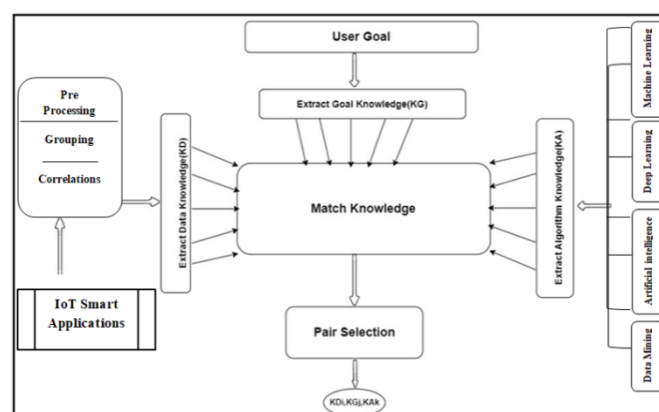 User Goal
Extract Goal Knowledge(KG)
Pre
Processing
Grouping
Correlations
IoT Smart
Applications
Extract Data Knowledge(KD)
Match Knowledge
Extract Algorithm Knowledge(KA)
Machine Learning
Deep Learning
Artificial intelligence
Data Mining
Pair Selection
KDi,KGj,KAk